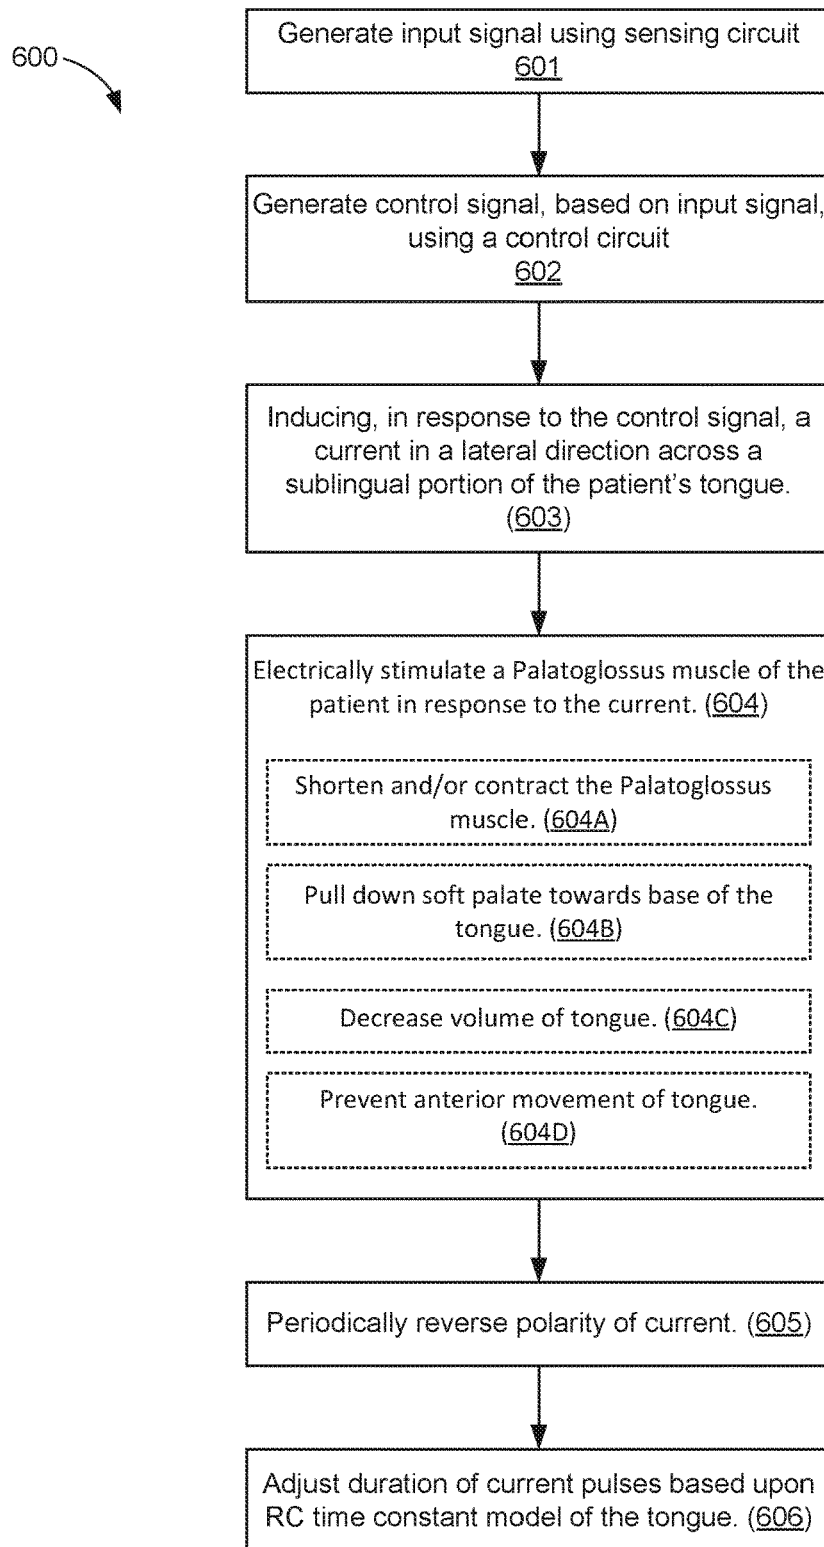 600
Generate input signal using sensing circuit
601
Generate control signal, based on input signal,
using a control circuit
602
Inducing, in response to the control signal, a
current in a lateral direction across a
sublingual portion of the patient's tongue.
(603)
Electrically stimulate a Palatoglossus muscle of the
patient in response to the current. (604)
Shorten and/or contract the Palatoglossus
muscle. (604A)
Pull down soft palate towards base of the
tongue. (604B)
Decrease volume of tongue. (604C)
Prevent anterior movement of tongue.
(604D)
Periodically reverse polarity of current. (605)
Adjust duration of current pulses based upon
RC time constant model of the tongue. (606)